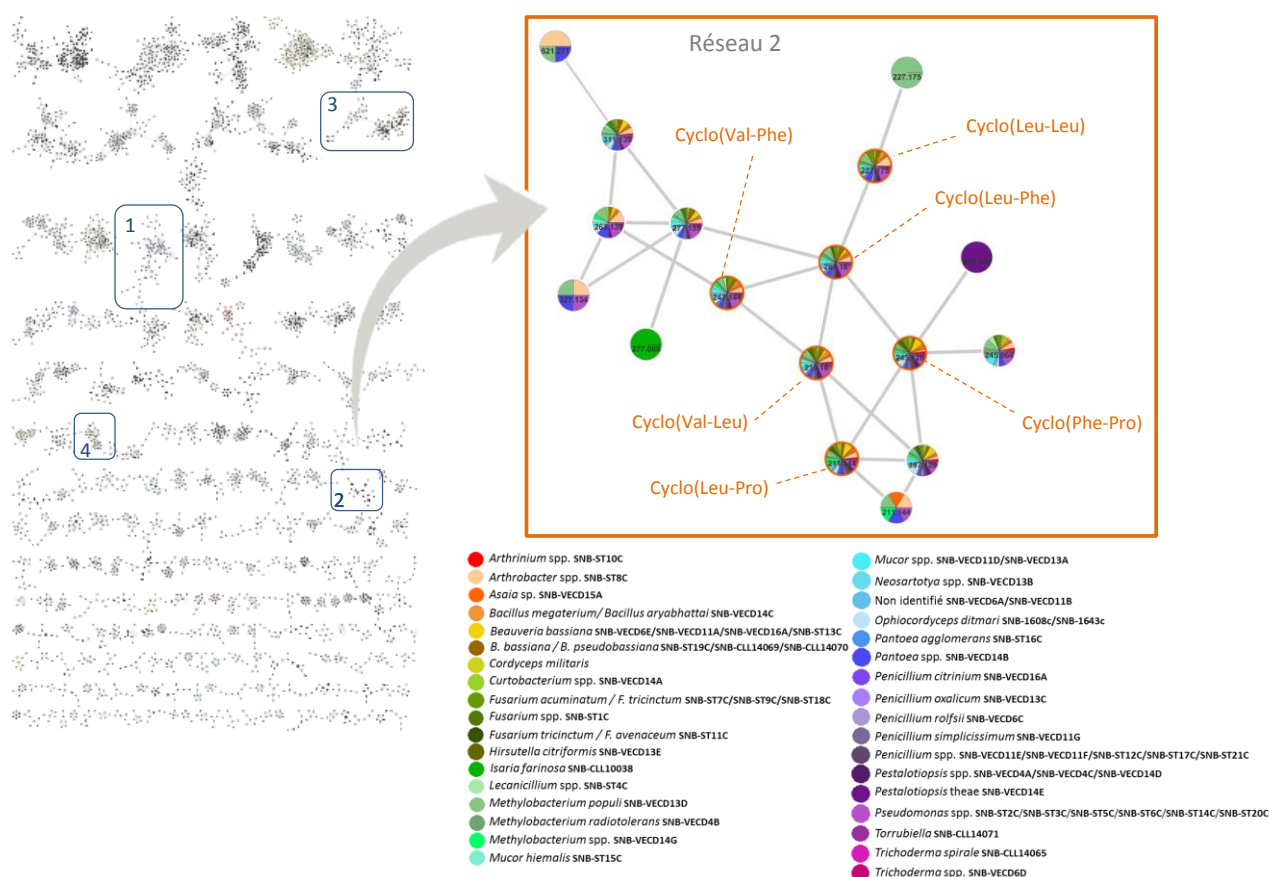 Réseau 2
621.271
227.175
3
Cyclo(Val-Phe)
Cyclo(Leu-Leu)
Cyclo(Leu-Phe)
1
327.134
247.144
277.066
245.064
Cyclo(Val-Leu)
Cyclo(Phe-Pro)
4
2
Cyclo(Leu-Pro)
211.144
Arthrinium spp. SNB-ST10C
Arthrobacter spp. SNB-ST8C
Asaia sp. SNB-VECD15A
Bacillus megaterium/ Bacillus aryabhattai SNB-VECD14C
Beauveria bassiana SNB-VECD6E/SNB-VECD11A/SNB-VECD16A/SNB-ST13C
B. bassiana / B. pseudobassiana SNB-ST19C/SNB-CLL14069/SNB-CLL14070
Cordyceps militaris
Curtobacterium spp. SNB-VECD14A
Fusarium acuminatum / F. tricinctum SNB-ST7C/SNB-ST9C/SNB-ST18C
Fusarium spp. SNB-ST1C
Fusarium tricinctum / F. avenaceum SNB-ST11C
Hirsutella citriformis SNB-VECD13E
Isaria farinosa SNB-CLL10038
Lecanicillium spp. SNB-ST4C
Methylobacterium populi SNB-VECD13D
Methylobacterium radiotolerans SNB-VECD4B
Methylobacterium spp. SNB-VECD14G
Mucor hiemalis SNB-ST15C
Mucor spp. SNB-VECD11D/SNB-VECD13A
Neosartotya spp. SNB-VECD13B
Non identifié SNB-VECD6A/SNB-VECD11B
Ophiocordyceps ditmari SNB-1608c/SNB-1643c
Pantoea agglomerans SNB-ST16C
Pantoea spp. SNB-VECD14B
Penicillium citrinium SNB-VECD16A
Penicillium oxalicum SNB-VECD13C
Penicillium rolfsii SNB-VECD6C
Penicillium simplicissimum SNB-VECD11G
Penicillium spp. SNB-VECD11E/SNB-VECD11F/SNB-ST12C/SNB-ST17C/SNB-ST21C
Pestalotiopsis spp. SNB-VECD4A/SNB-VECD4C/SNB-VECD14D
Pestalotiopsis theae SNB-VECD14E
Pseudomonas spp. SNB-ST2C/SNB-ST3C/SNB-ST5C/SNB-ST6C/SNB-ST14C/SNB-ST20C
Torrubiella SNB-CLL14071
Trichoderma spirale SNB-CLL14065
Trichoderma spp. SNB-VECD6D